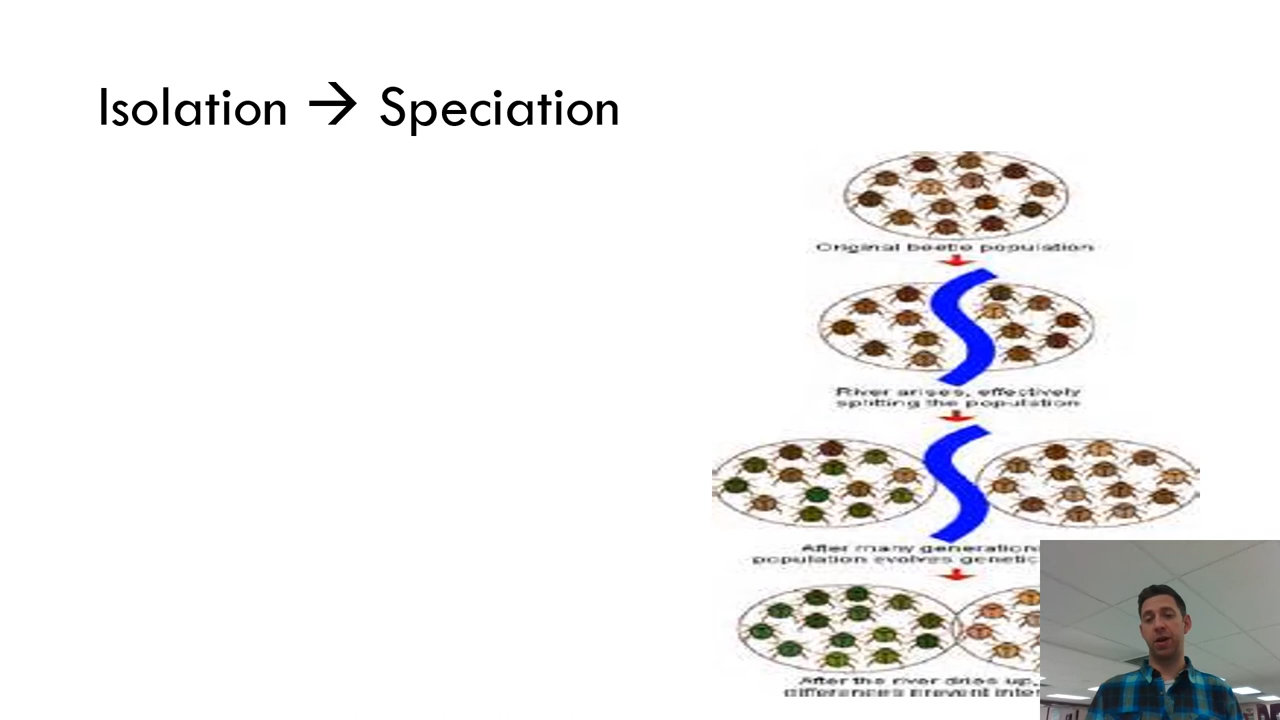 Isolation → Speciation
Original beetle population
River arises, effectively
splitting the population
After many generations
population evolves genetic
After the river dries up,
differences prevent inter